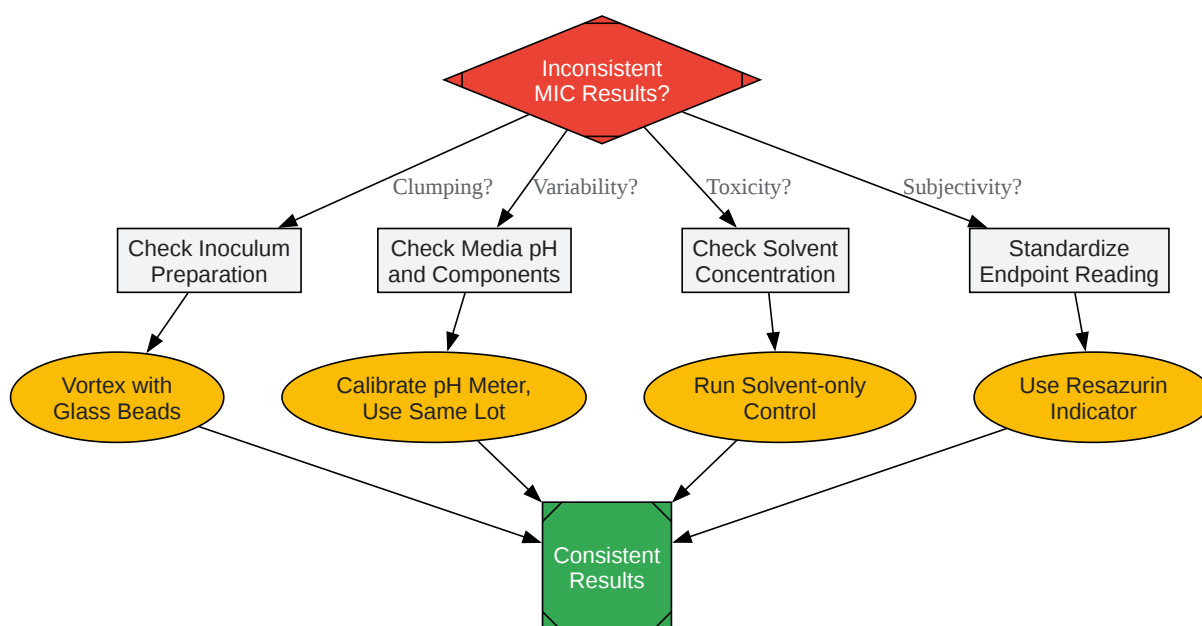 Inconsistent
MIC Results?
Clumping?
Variability?
Toxicity?
Subjectivity?
Check Inoculum
Preparation
Check Media pH
and Components
Check Solvent
Concentration
Standardize
Endpoint Reading
Vortex with
Glass Beads
Calibrate pH Meter,
Use Same Lot
Run Solvent-only
Control
Use Resazurin
Indicator
Consistent
Results